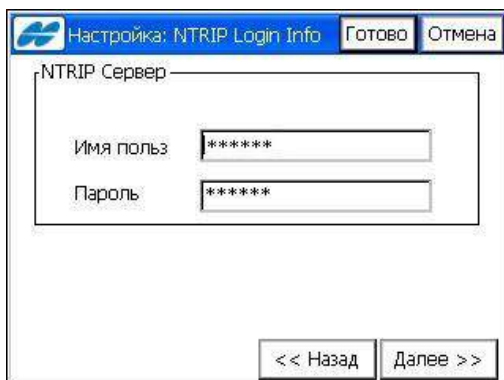 Настройка: NTRIP Login Info Готово Отмена
NTRIP Сервер
Имя польз ******
Пароль ******
<< Назад Далее >>